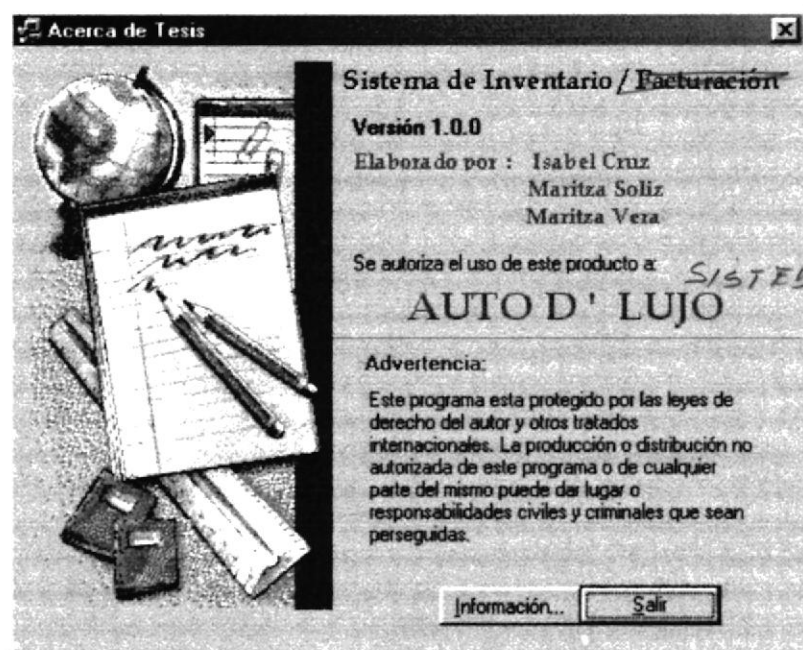 Acerca de Tesis
Sistema de Inventario / Facturación
Versión 1.0.0
Elaborado por : Isabel Cruz
Maritza Soliz
Maritza Vera
Se autoriza el uso de este producto a:
AUTO D ' LUJO
Advertencia:
Este programa esta protegido por las leyes de
derecho del autor y otros tratados
internacionales. La producción o distribución no
autorizada de este programa o de cualquier
parte del mismo puede dar lugar o
responsabilidades civiles y criminales que sean
perseguidas.
Información... Salir